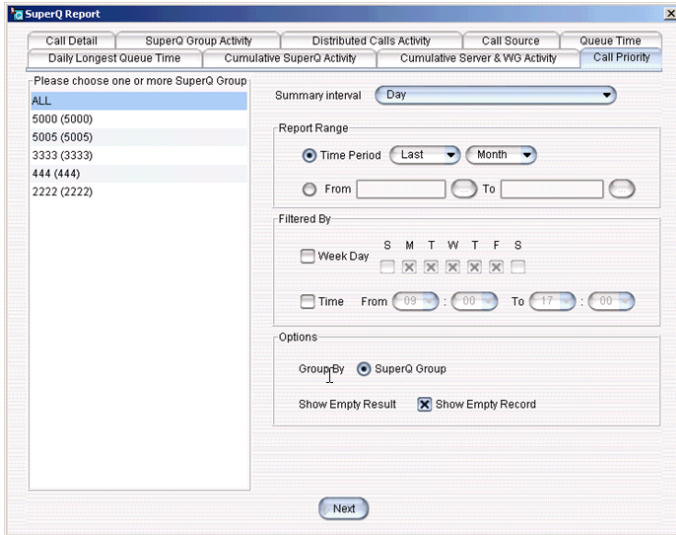 SuperQ Report
Call Detail SuperQ Group Activity Distributed Calls Activity Call Source Queue Time
Daily Longest Queue Time Cumulative SuperQ Activity Cumulative Server & WG Activity Call Priority
Please choose one or more SuperQ Group
ALL
5000 (5000)
5005 (5005)
3333 (3333)
444 (444)
2222 (2222)
Summary interval Day
Report Range
Time Period Last Month
From To
Filtered By
S M T W T F S
Week Day
Time From 09 : 00 To 17 : 00
Options
Group By SuperQ Group
Show Empty Result Show Empty Record
Next